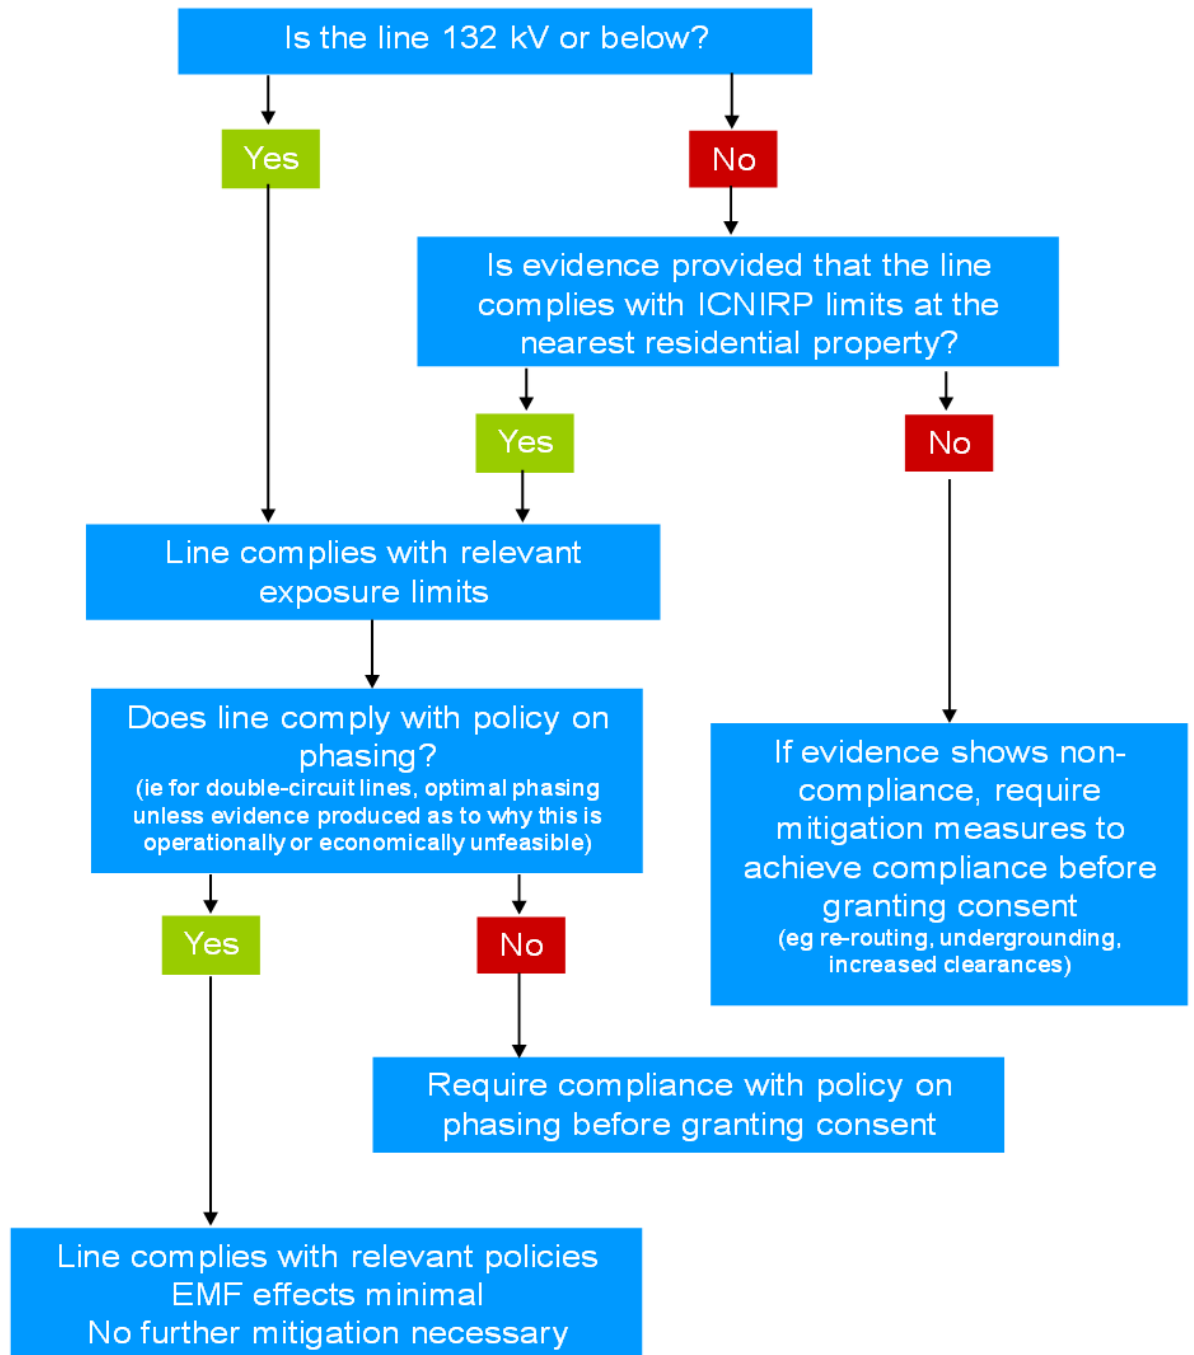 Is the line 132 kV or below?
Yes
No
Is evidence provided that the line
complies with ICNIRP limits at the
nearest residential property?
Yes
No
Line complies with relevant
exposure limits
Does line comply with policy on
phasing?
(ie for double-circuit lines, optimal phasing
unless evidence produced as to why this is
operationally or economically unfeasible)
If evidence shows non-
compliance, require
mitigation measures to
achieve compliance before
granting consent
(eg re-routing, undergrounding,
increased clearances)
Yes
No
Require compliance with policy on
phasing before granting consent
Line complies with relevant policies
EMF effects minimal
No further mitigation necessary